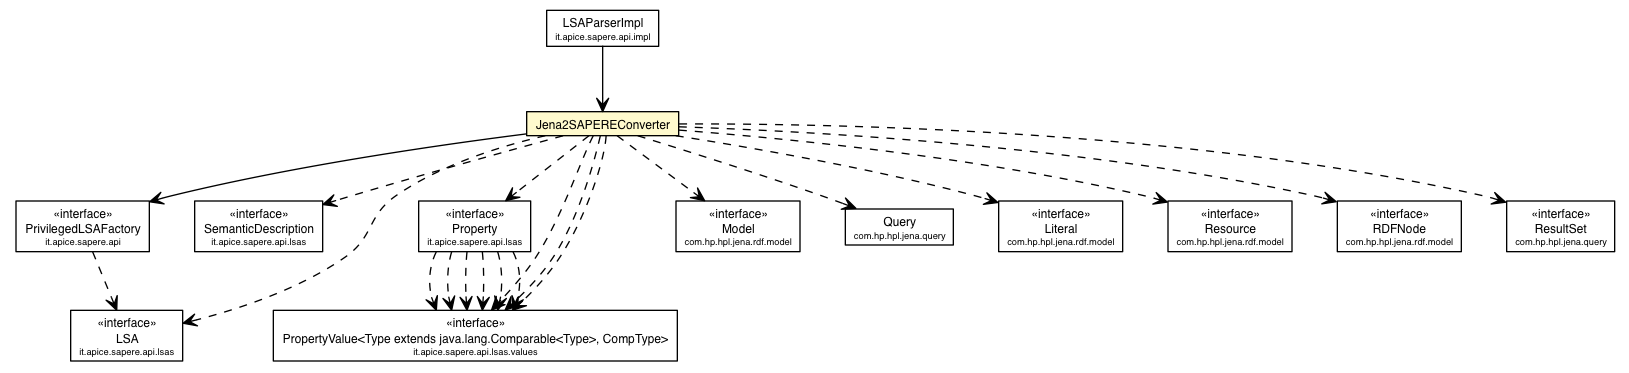 LSAParserImpl
it.apice.sapere.api.impl
Jena2SAPEREConverter
«interface»
PrivilegedLSAFactory
it.apice.sapere.api
«interface»
SemanticDescription
it.apice.sapere.api.lsas
«interface»
Property
it.apice.sapere.api.lsas
«interface»
Model
com.hp.hpl.jena.rdf.model
Query
com.hp.hpl.jena.query
«interface»
Literal
com.hp.hpl.jena.rdf.model
«interface»
Resource
com.hp.hpl.jena.rdf.model
«interface»
RDFNode
com.hp.hpl.jena.rdf.model
«interface»
ResultSet
com.hp.hpl.jena.query
«interface»
LSA
it.apice.sapere.api.lsas
«interface»
PropertyValue<Type extends java.lang.Comparable<Type>, CompType>
it.apice.sapere.api.lsas.values